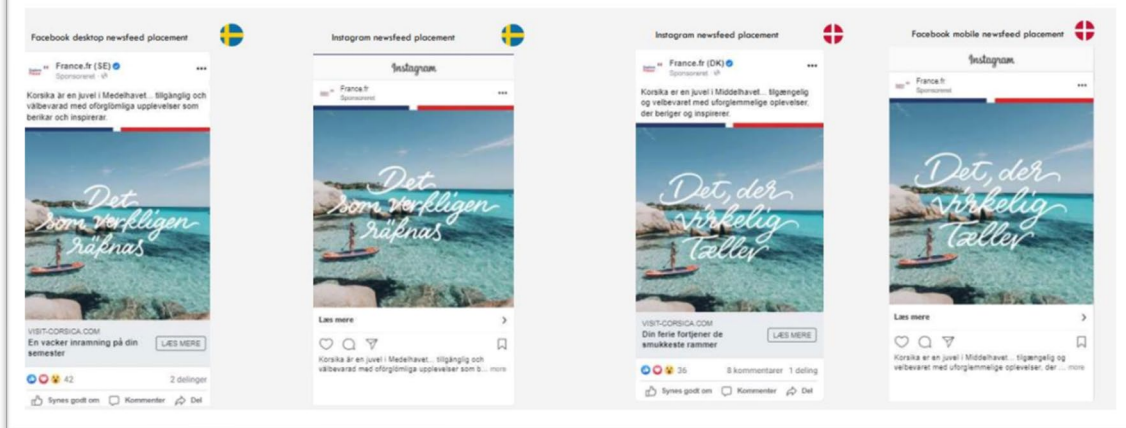 Facebook desktop newsfeed placement
France.fr (SE)
Sponsoreret
Korsika är en juvel i Medelhavet... tillgänglig och
välbevarad med oförglömliga upplevelser som
berikar och inspirerar.
Det
som verkligen
räknas
VISIT-CORSICA.COM
En vacker inramning på din
semester
LÆS MERE
42
2 delinger
Synes godt om
Kommenter
Del
Instagram newsfeed placement
Instagram
France.fr
Sponsoreret
Det
som verkligen
räknas
Læs mere
Korsika är en juvel i Medelhavet... tillgänglig och
välbevarad med oförglömliga upplevelser som b... more
Instagram newsfeed placement
France.fr (DK)
Sponsoreret
Korsika er en juvel i Middelhavet... tilgængelig
og velbevaret med uforglemmelige oplevelser,
der beriger og inspirerer.
Det, der
virkelig
tæller
VISIT-CORSICA.COM
Din ferie fortjener de
smukkeste rammer
LÆS MERE
36
8 kommentarer 1 deling
Synes godt om
Kommenter
Del
Facebook mobile newsfeed placement
Instagram
France.fr
Sponsoreret
Det, der
virkelig
tæller
Læs mere
Korsika er en juvel i Middelhavet... tilgængelig og
velbevaret med uforglemmelige oplevelser, der ... more